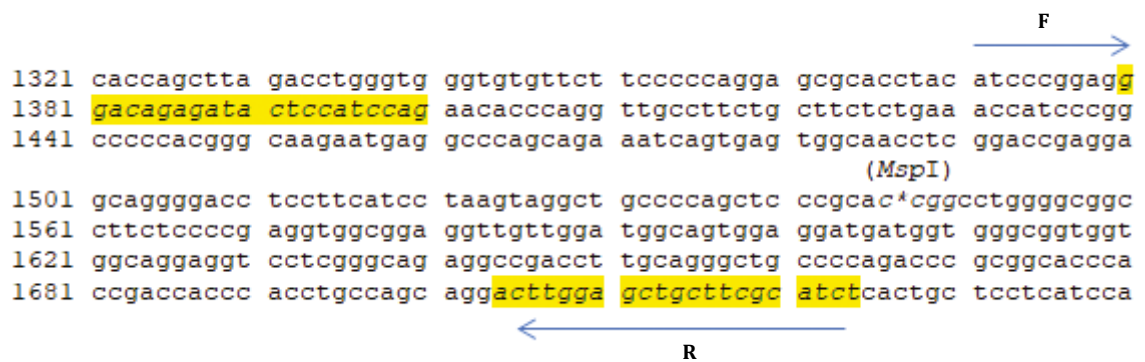 F
1321 caccagctta gacctgggtg ggtgtgttct tcccccagga gcgcacctac atcccggagg
1381 gacagagata ctccatccag aacacccagg ttgccttctg cttctctgaa accatcccgg
1441 cccccacggg caagaatgag gcccagcaga aatcagtgag tggcaacctc ggaccgagga
(MspI)
1501 gcaggggacc tccttcatcc taagtaggct gccccagctc ccgcac*cggcctggggcggc
1561 cttctccccg aggtggcgga ggttgttgga tggcagtgga ggatgatggt gggcggtggt
1621 ggcaggaggt cctcgggcag aggccgacct tgcagggctg ccccagaccc gcggcaccca
1681 ccgaccaccc acctgccagc aggacttgga gctgcttcgc atctcactgc tcctcatcca
R